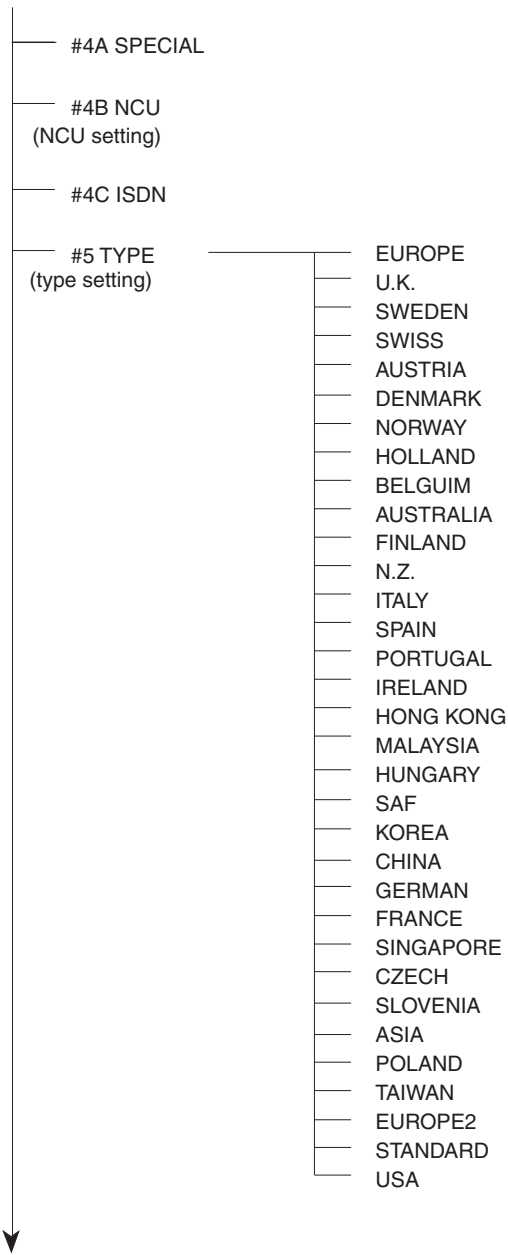 #4A SPECIAL
#4B NCU
(NCU setting)
#4C ISDN
#5 TYPE
(type setting)
EUROPE
U.K.
SWEDEN
SWISS
AUSTRIA
DENMARK
NORWAY
HOLLAND
BELGUIM
AUSTRALIA
FINLAND
N.Z.
ITALY
SPAIN
PORTUGAL
IRELAND
HONG KONG
MALAYSIA
HUNGARY
SAF
KOREA
CHINA
GERMAN
FRANCE
SINGAPORE
CZECH
SLOVENIA
ASIA
POLAND
TAIWAN
EUROPE2
STANDARD
USA